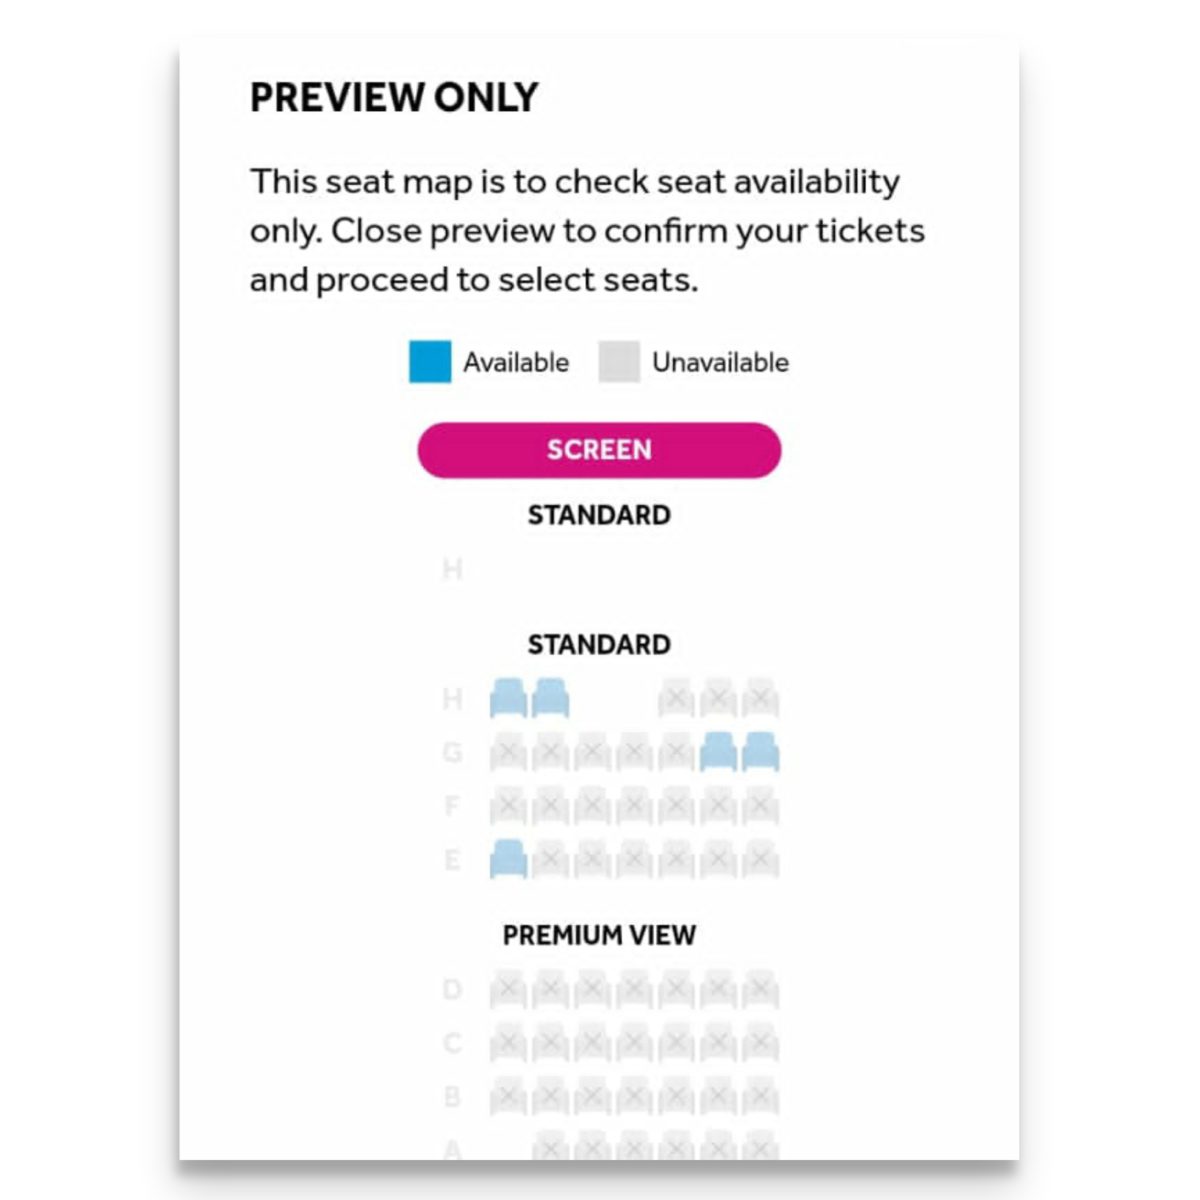 PREVIEW ONLY
This seat map is to check seat availability
only. Close preview to confirm your tickets
and proceed to select seats.
Available Unavailable
SCREEN
STANDARD
H
STANDARD
H
G
F
E
PREMIUM VIEW
D
C
B
A